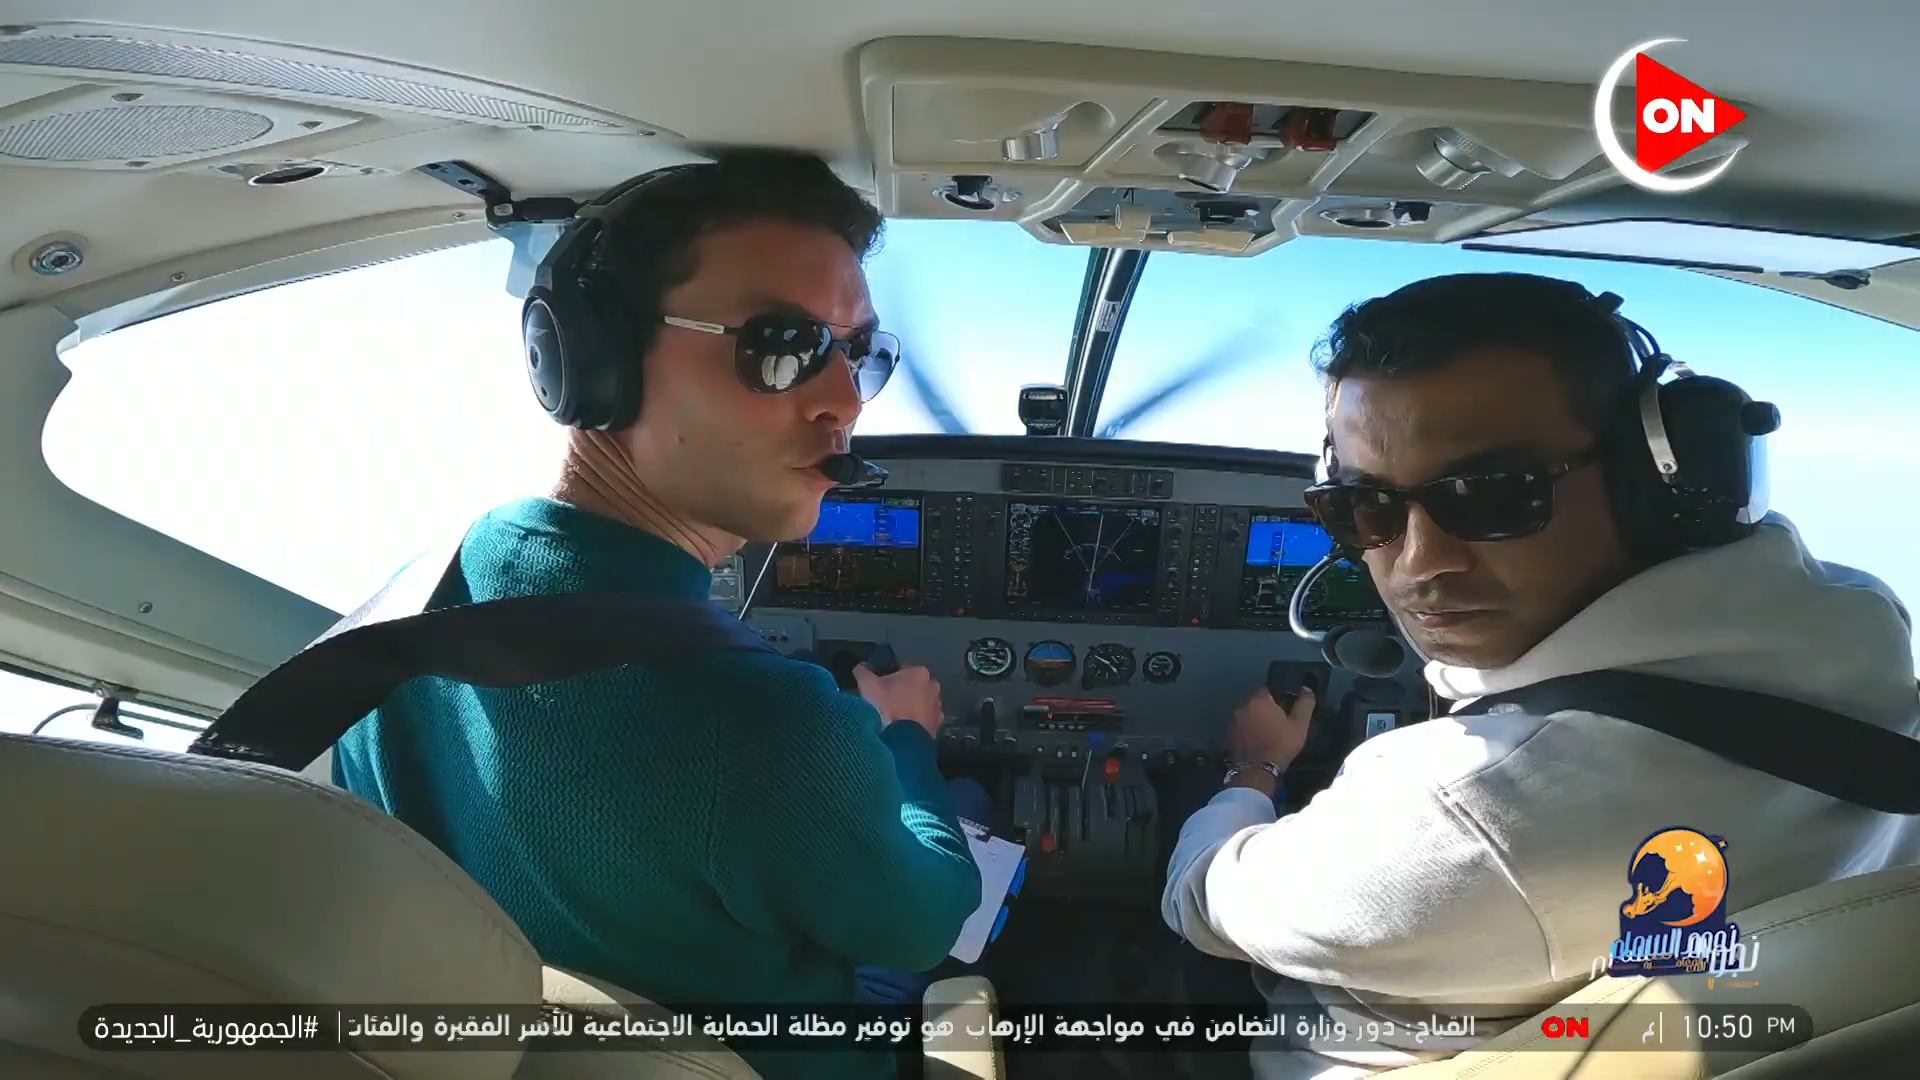 ON
نجوم السماء
#الجمهورية_الجديدة | القباج: دور وزارة التضامن في مواجهة الإرهاب هو توفير مظلة الحماية الاجتماعية للأسر الفقيرة والفئات ON م | 10:50 PM